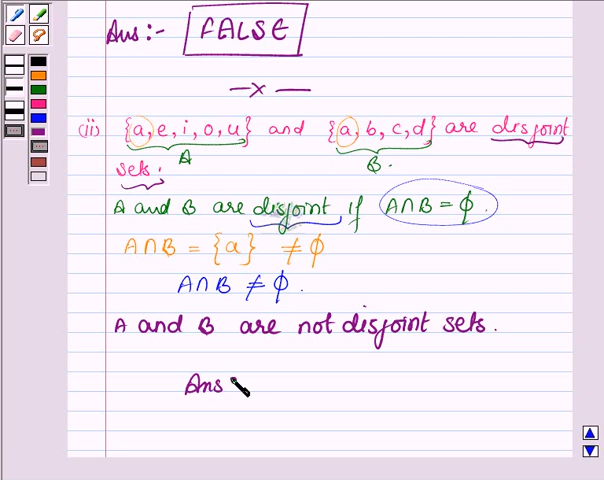 Ans:- FALSE
—x—
(ii) {a,e,i,o,u} and {a,b,c,d} are disjoint
A B.
sets.
A and B are disjoint if A∩B = ϕ.
A∩B = {a} ≠ ϕ
A∩B ≠ ϕ.
A and B are not disjoint sets.
Ans